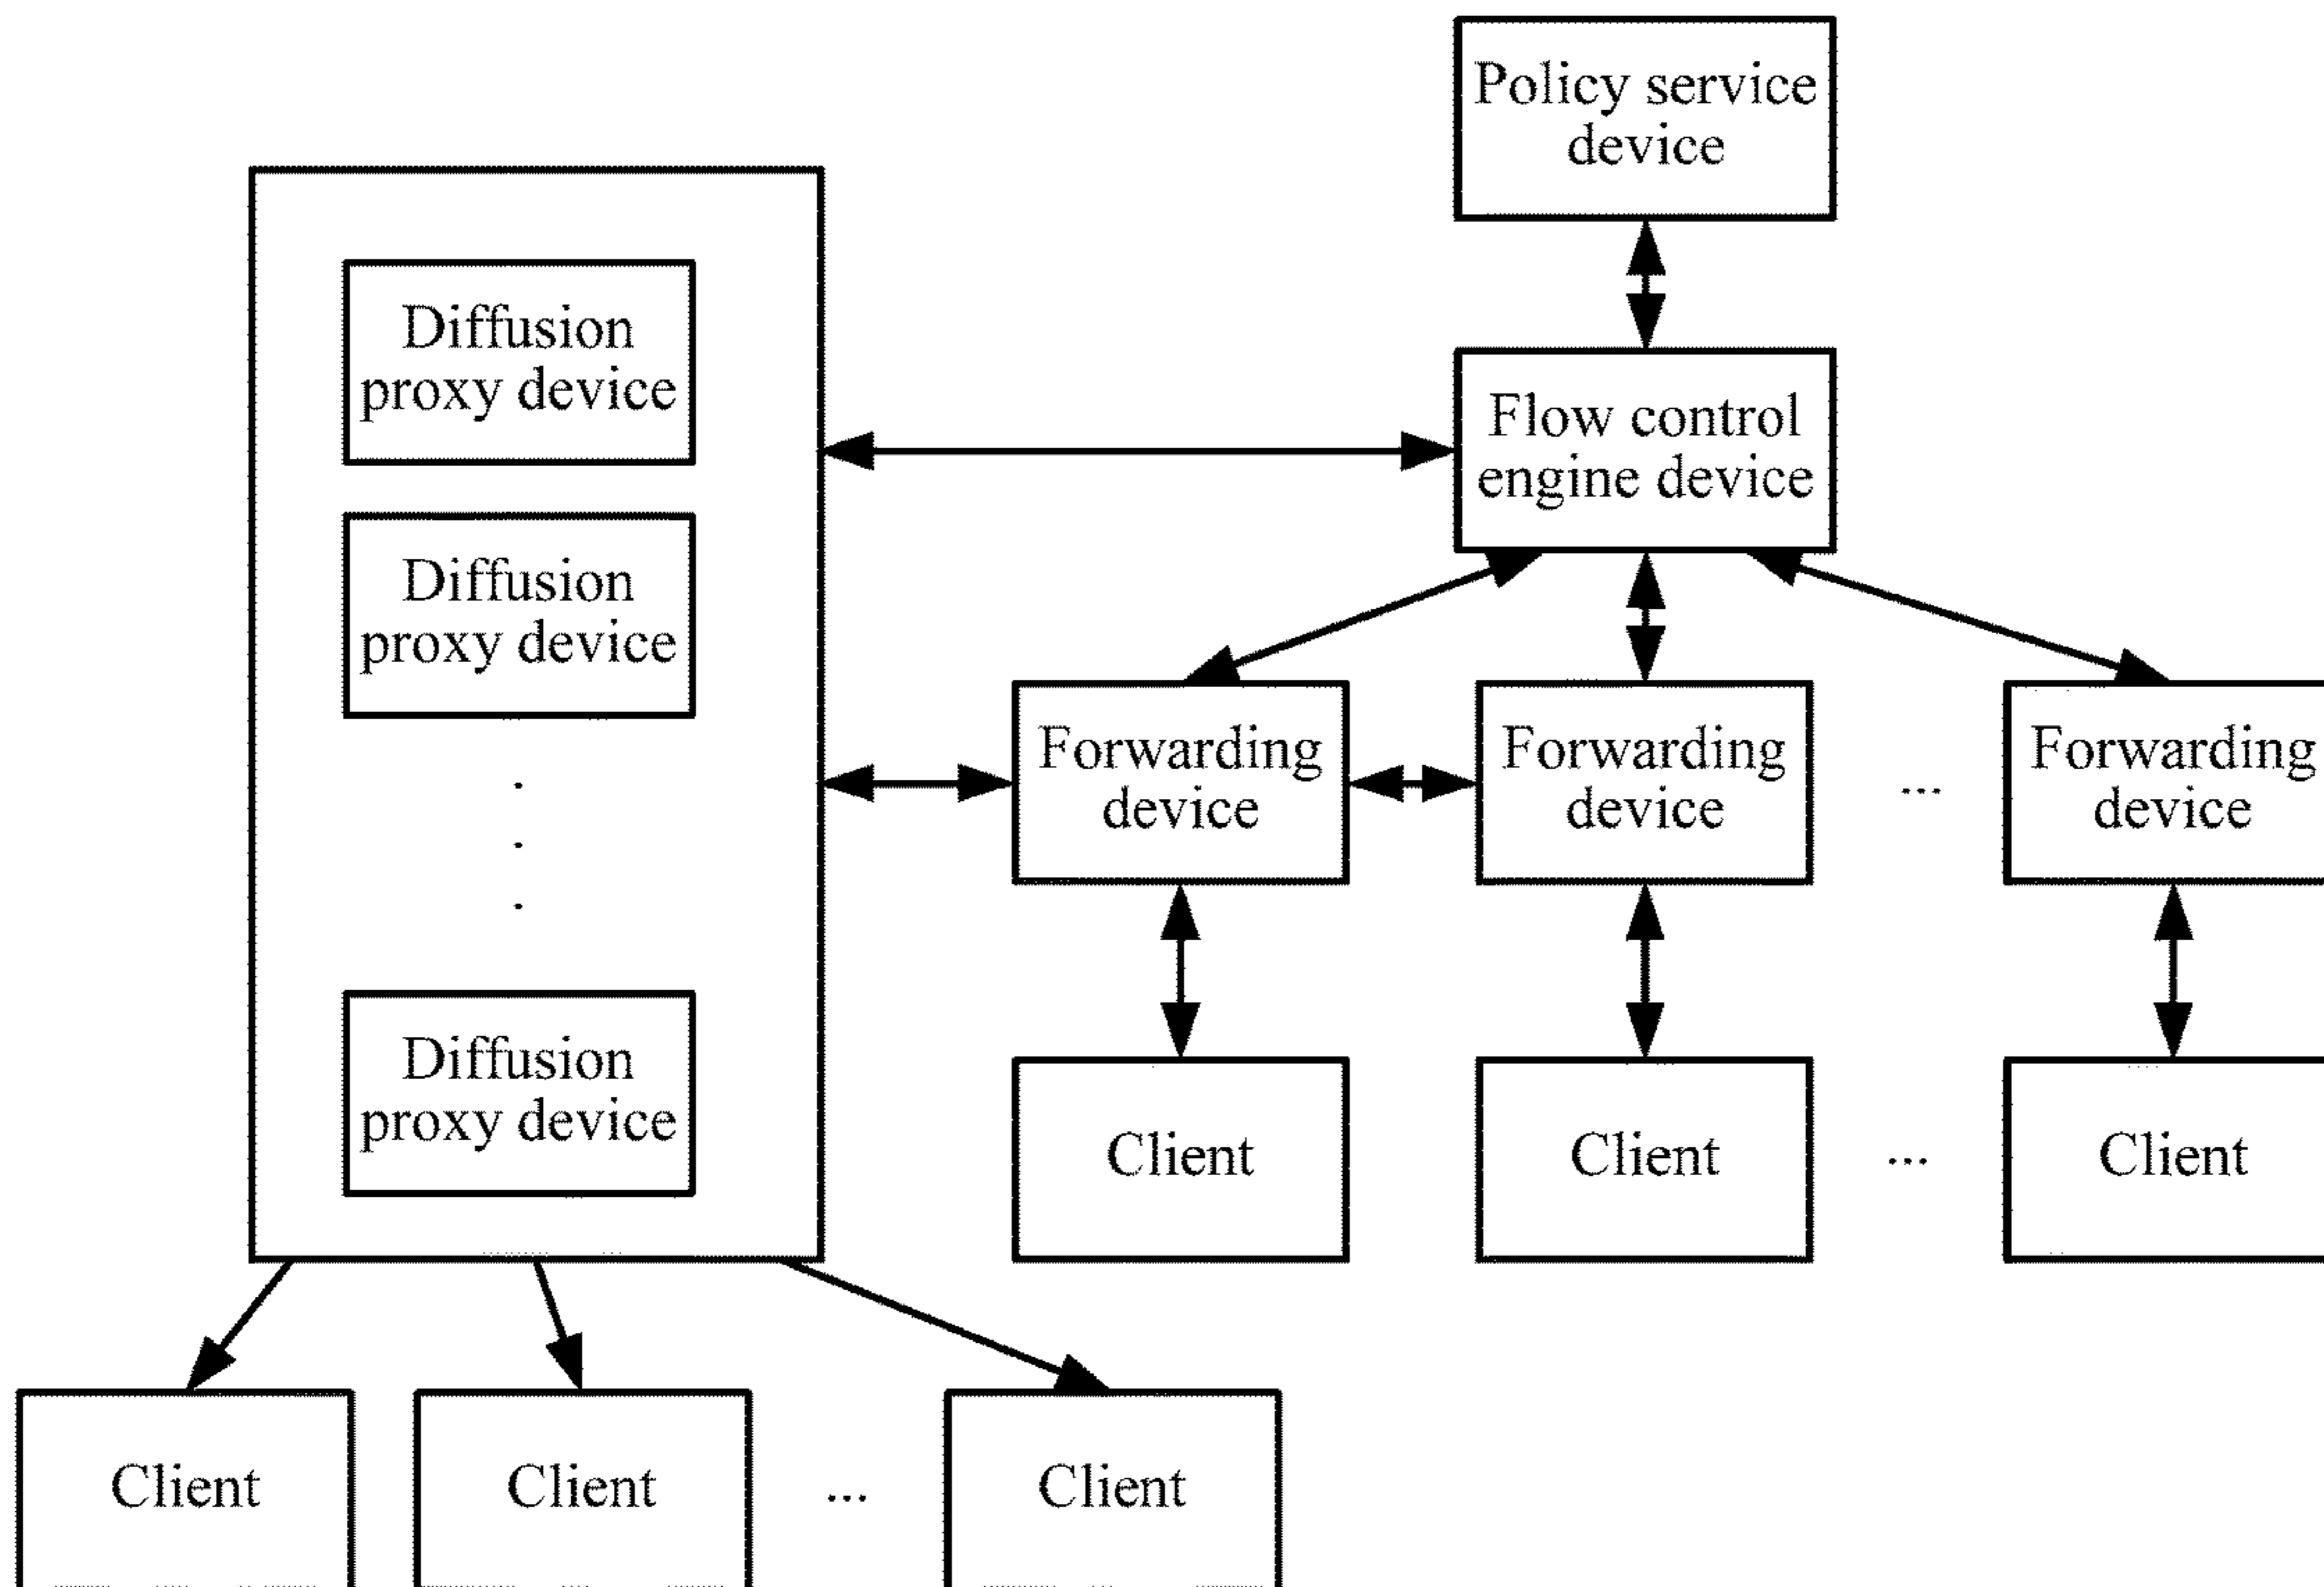 Policy service
device
Diffusion
proxy device
Flow control
engine device
Diffusion
proxy device
Forwarding
device
Forwarding
device
...
Forwarding
device
.
.
.
Diffusion
proxy device
Client
Client
...
Client
Client
Client
...
Client